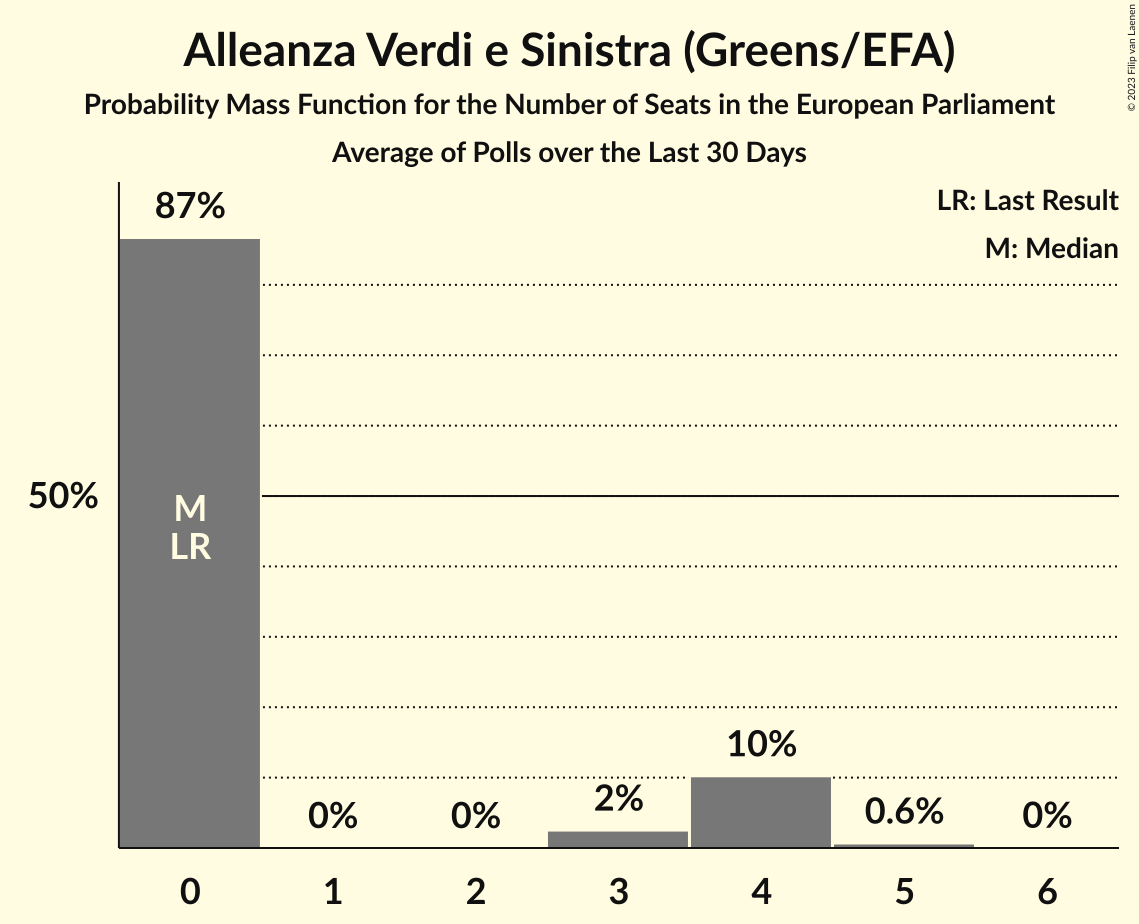 Alleanza Verdi e Sinistra (Greens/EFA)
Probability Mass Function for the Number of Seats in the European Parliament
Average of Polls over the Last 30 Days
© 2023 Filip van Laenen
LR: Last Result
M: Median
87%
50%
M
LR
0%
0%
2%
10%
0.6%
0%
0 1 2 3 4 5 6